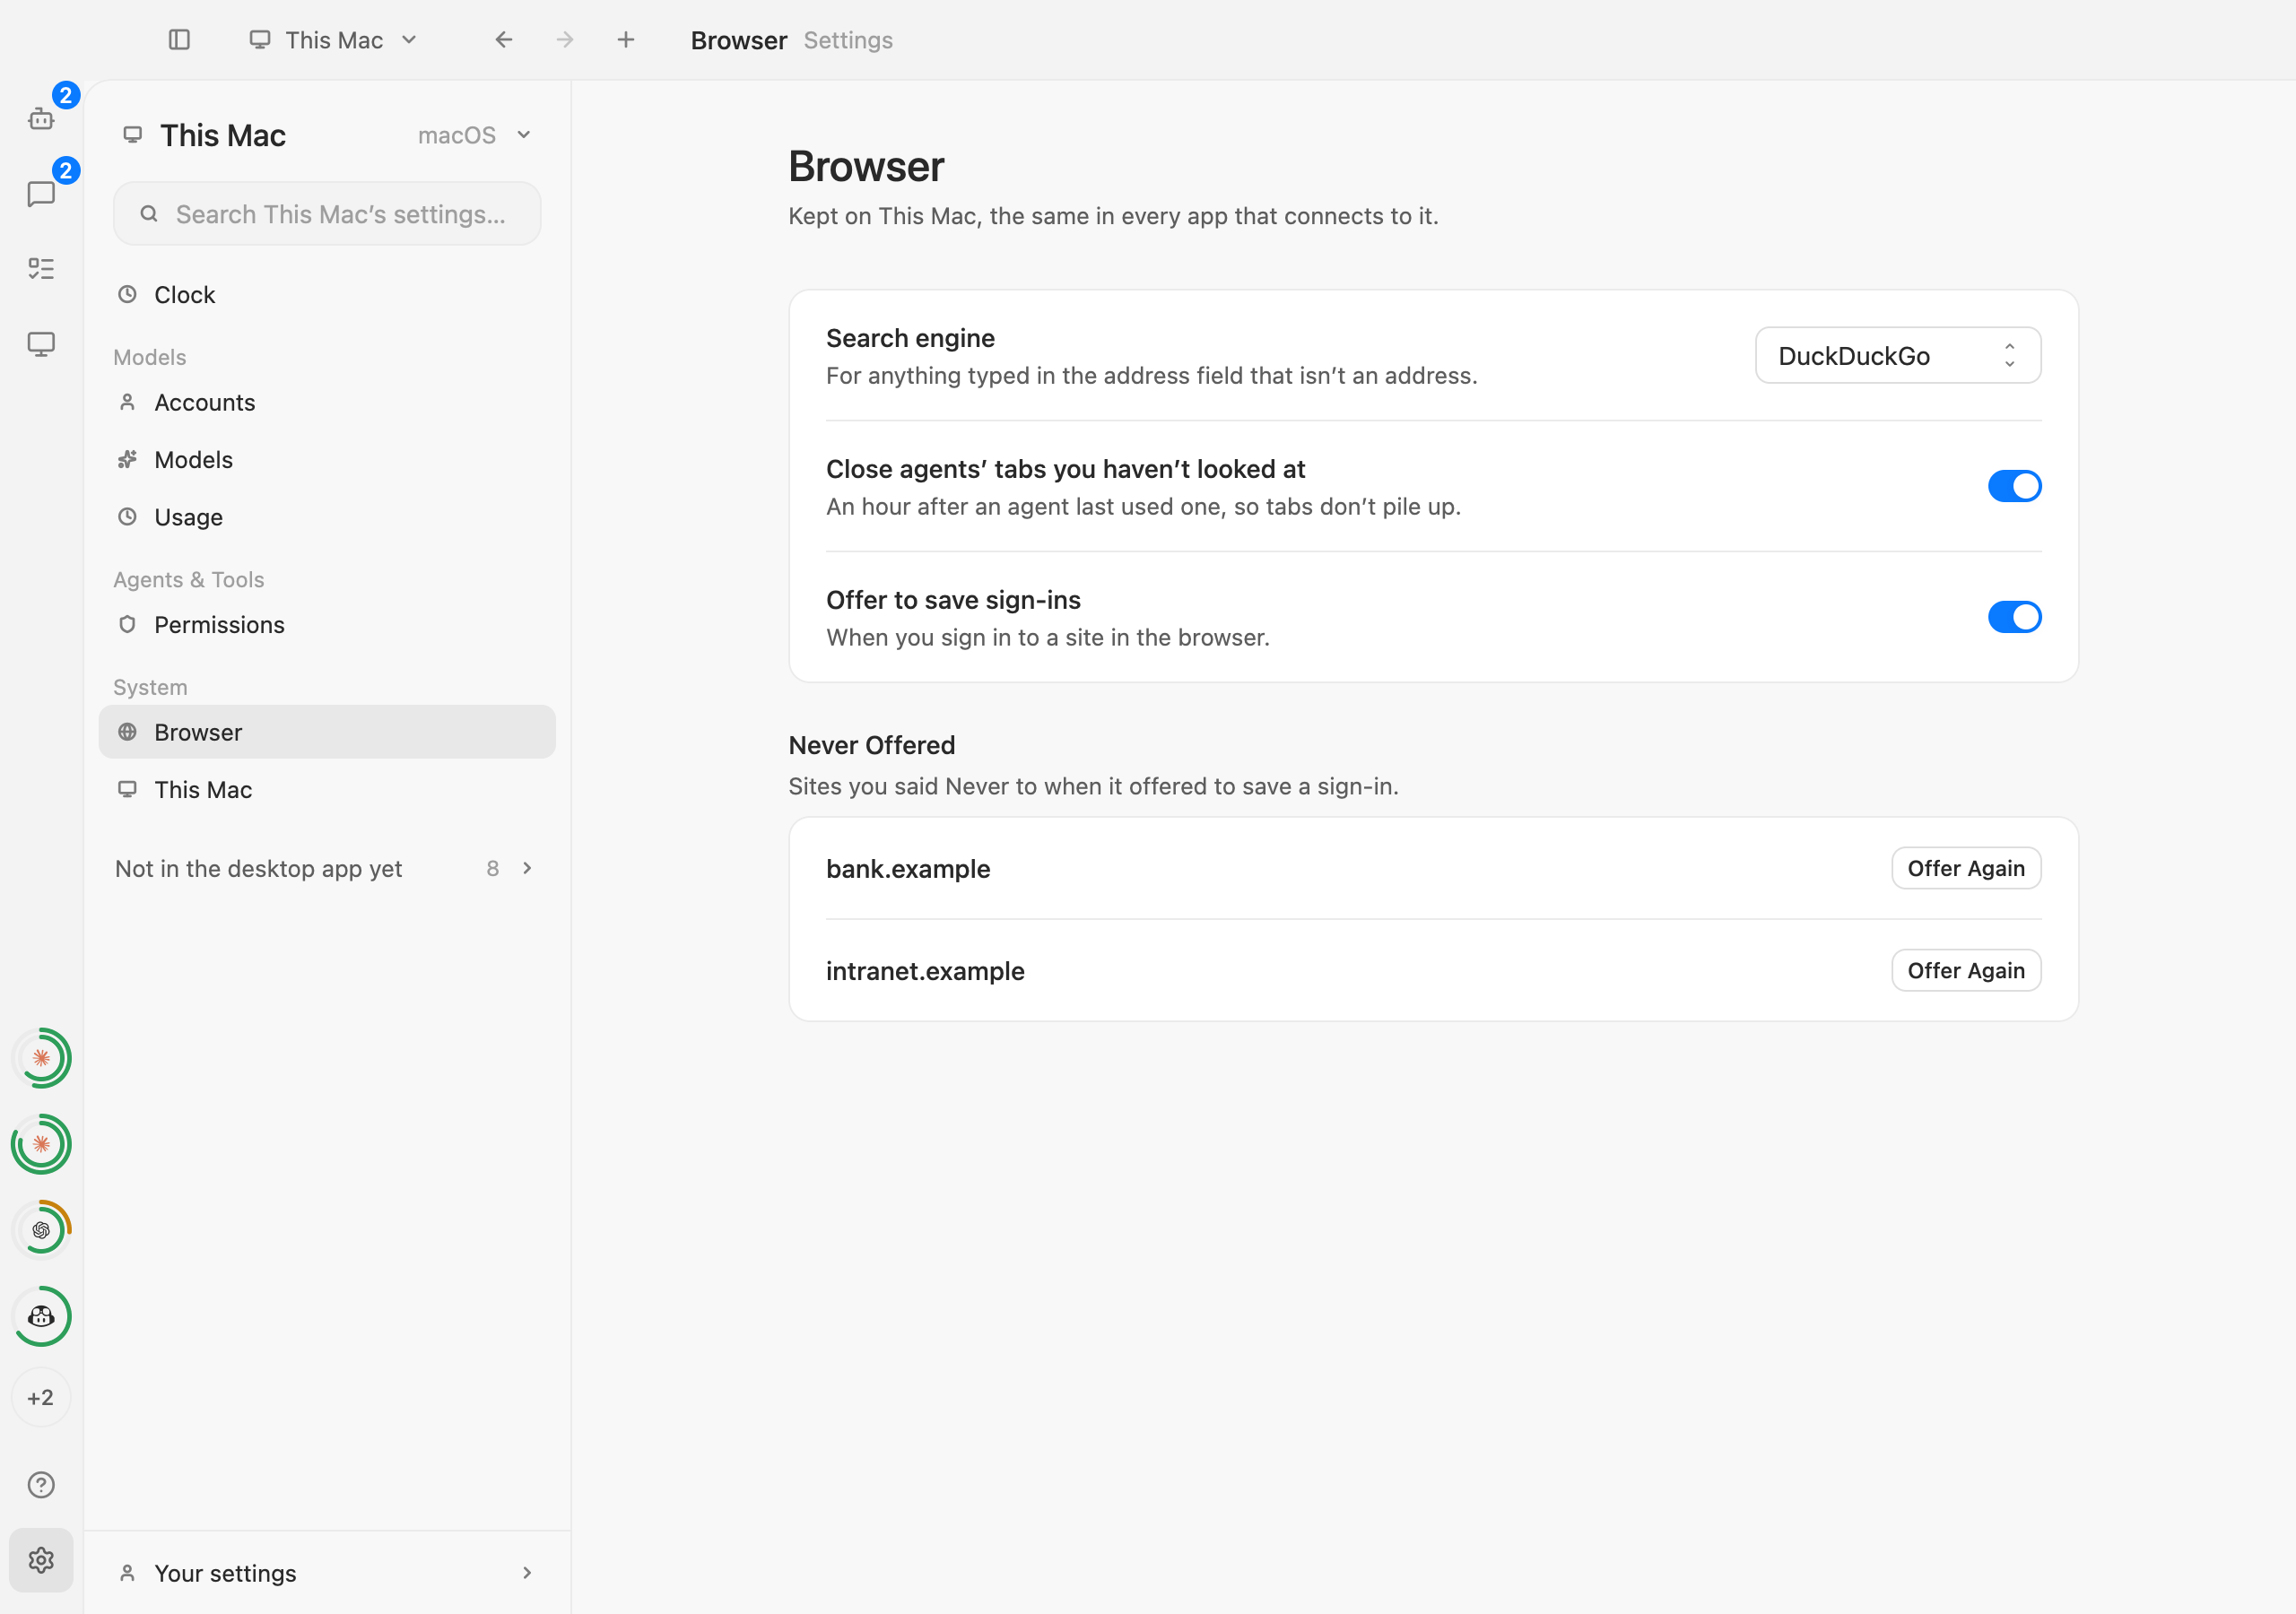 This Mac
Browser Settings
2
2
This Mac macOS
Search This Mac’s settings...
Clock
Models
Accounts
Models
Usage
Agents & Tools
Permissions
System
Browser
This Mac
Not in the desktop app yet 8
+2
Your settings
Browser
Kept on This Mac, the same in every app that connects to it.
Search engine
For anything typed in the address field that isn’t an address.
DuckDuckGo
Close agents’ tabs you haven’t looked at
An hour after an agent last used one, so tabs don’t pile up.
Offer to save sign-ins
When you sign in to a site in the browser.
Never Offered
Sites you said Never to when it offered to save a sign-in.
bank.example
Offer Again
intranet.example
Offer Again